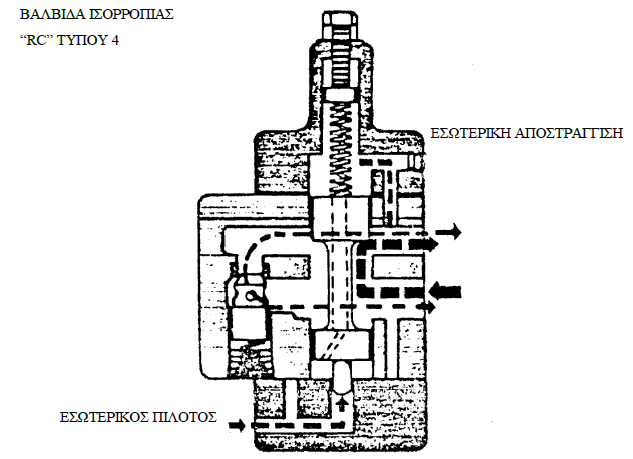 ΒΑΛΒΙΔΑ ΙΣΟΡΡΟΠΙΑΣ
“RC” ΤΥΠΟΥ 4
ΕΣΩΤΕΡΙΚΗ ΑΠΟΣΤΡΑΓΓΙΣΗ
ΕΣΩΤΕΡΙΚΟΣ ΠΙΛΟΤΟΣ